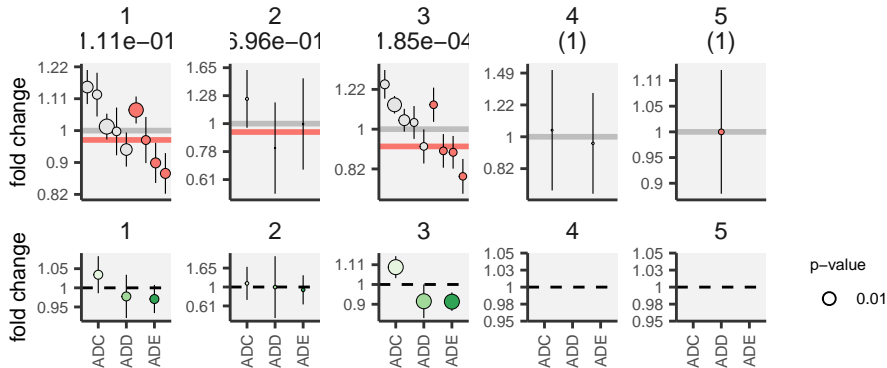 1
1.11e−01
2
6.96e−01
3
1.85e−04
4
(1)
5
(1)
fold change
1.22
1.11
1
0.9
0.82
1.65
1.28
1
0.78
0.61
1.22
1
0.82
1.49
1.22
1
0.82
1.11
1.05
1
0.95
0.9
1
2
3
4
5
fold change
1.05
1
0.95
1.65
1
0.61
1.11
1
0.9
1.05
1.03
1
0.98
0.95
1.05
1.03
1
0.98
0.95
ADC
ADD
ADE
ADC
ADD
ADE
ADC
ADD
ADE
ADC
ADD
ADE
ADC
ADD
ADE
p−value
0.01